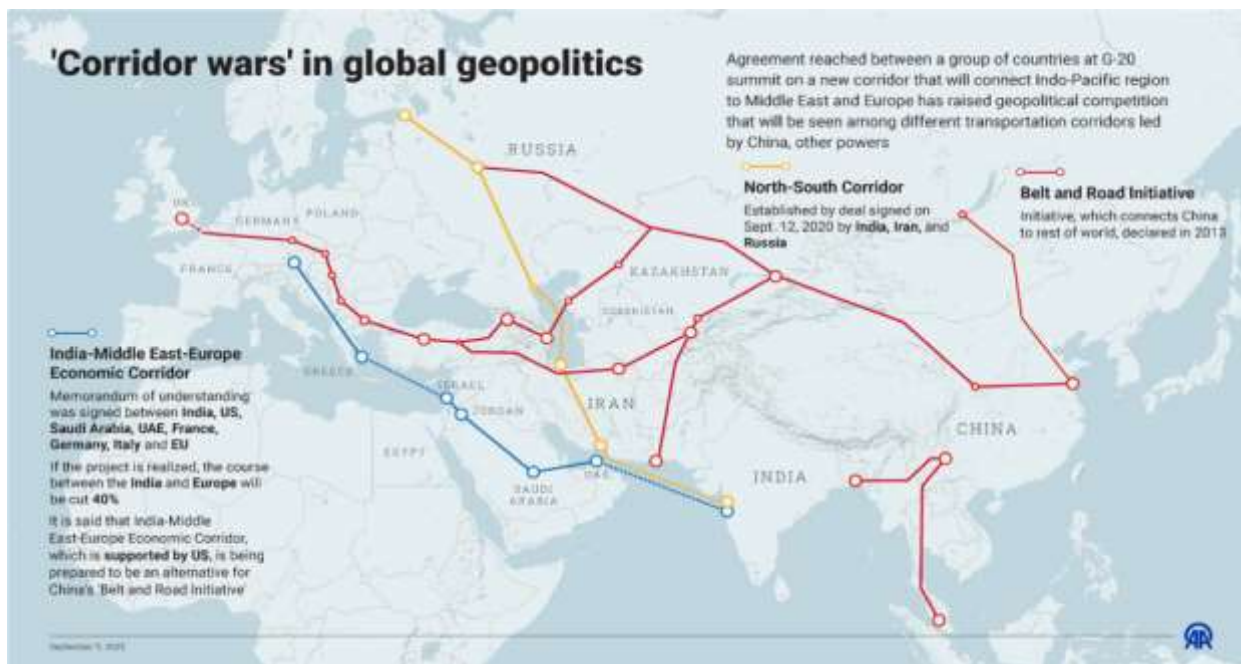 'Corridor wars' in global geopolitics
Agreement reached between a group of countries at G-20
summit on a new corridor that will connect Indo-Pacific region
to Middle East and Europe has raised geopolitical competition
that will be seen among different transportation corridors led
by China, other powers
North-South Corridor
Established by deal signed on
Sept. 12, 2020 by India, Iran, and
Russia
Belt and Road Initiative
Initiative, which connects China
to rest of world, declared in 2013
RUSSIA
UK
GERMANY
POLAND
FRANCE
KAZAKHSTAN
UZBEKISTAN
India-Middle East-Europe
Economic Corridor
Memorandum of understanding
was signed between India, US,
Saudi Arabia, UAE, France,
Germany, Italy and EU
If the project is realized, the course
between the India and Europe will
be cut 40%
It is said that India-Middle
East-Europe Economic Corridor,
which is supported by US, is being
prepared to be an alternative for
China's 'Belt and Road Initiative'
GREECE
ISRAEL
JORDAN
IRAN
EGYPT
UAE
SAUDI
ARABIA
INDIA
CHINA
AA